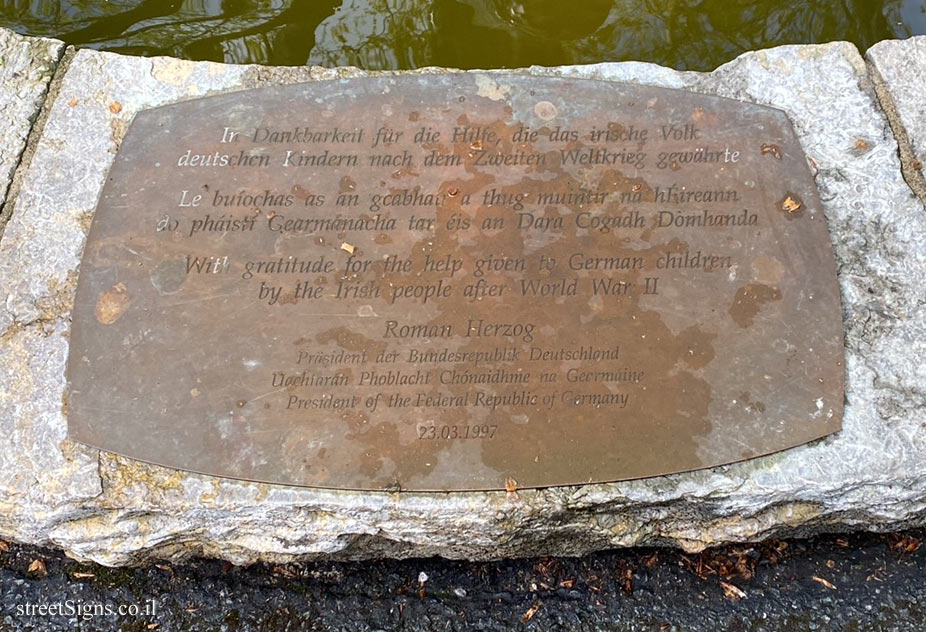 In Dankbarkeit für die Hilfe, die das irische Volk
deutschen Kindern nach dem Zweiten Weltkrieg gewährte
Le buíochas as an gcabhair a thug muintir na hÉireann
do pháistí Gearmánacha tar éis an Dara Cogadh Domhanda
With gratitude for the help given to German children
by the Irish people after World War II
Roman Herzog
Präsident der Bundesrepublik Deutschland
Uachtarán Phoblacht Chónaidhme na Gearmáine
President of the Federal Republic of Germany
23.03.1997
streetSigns.co.il